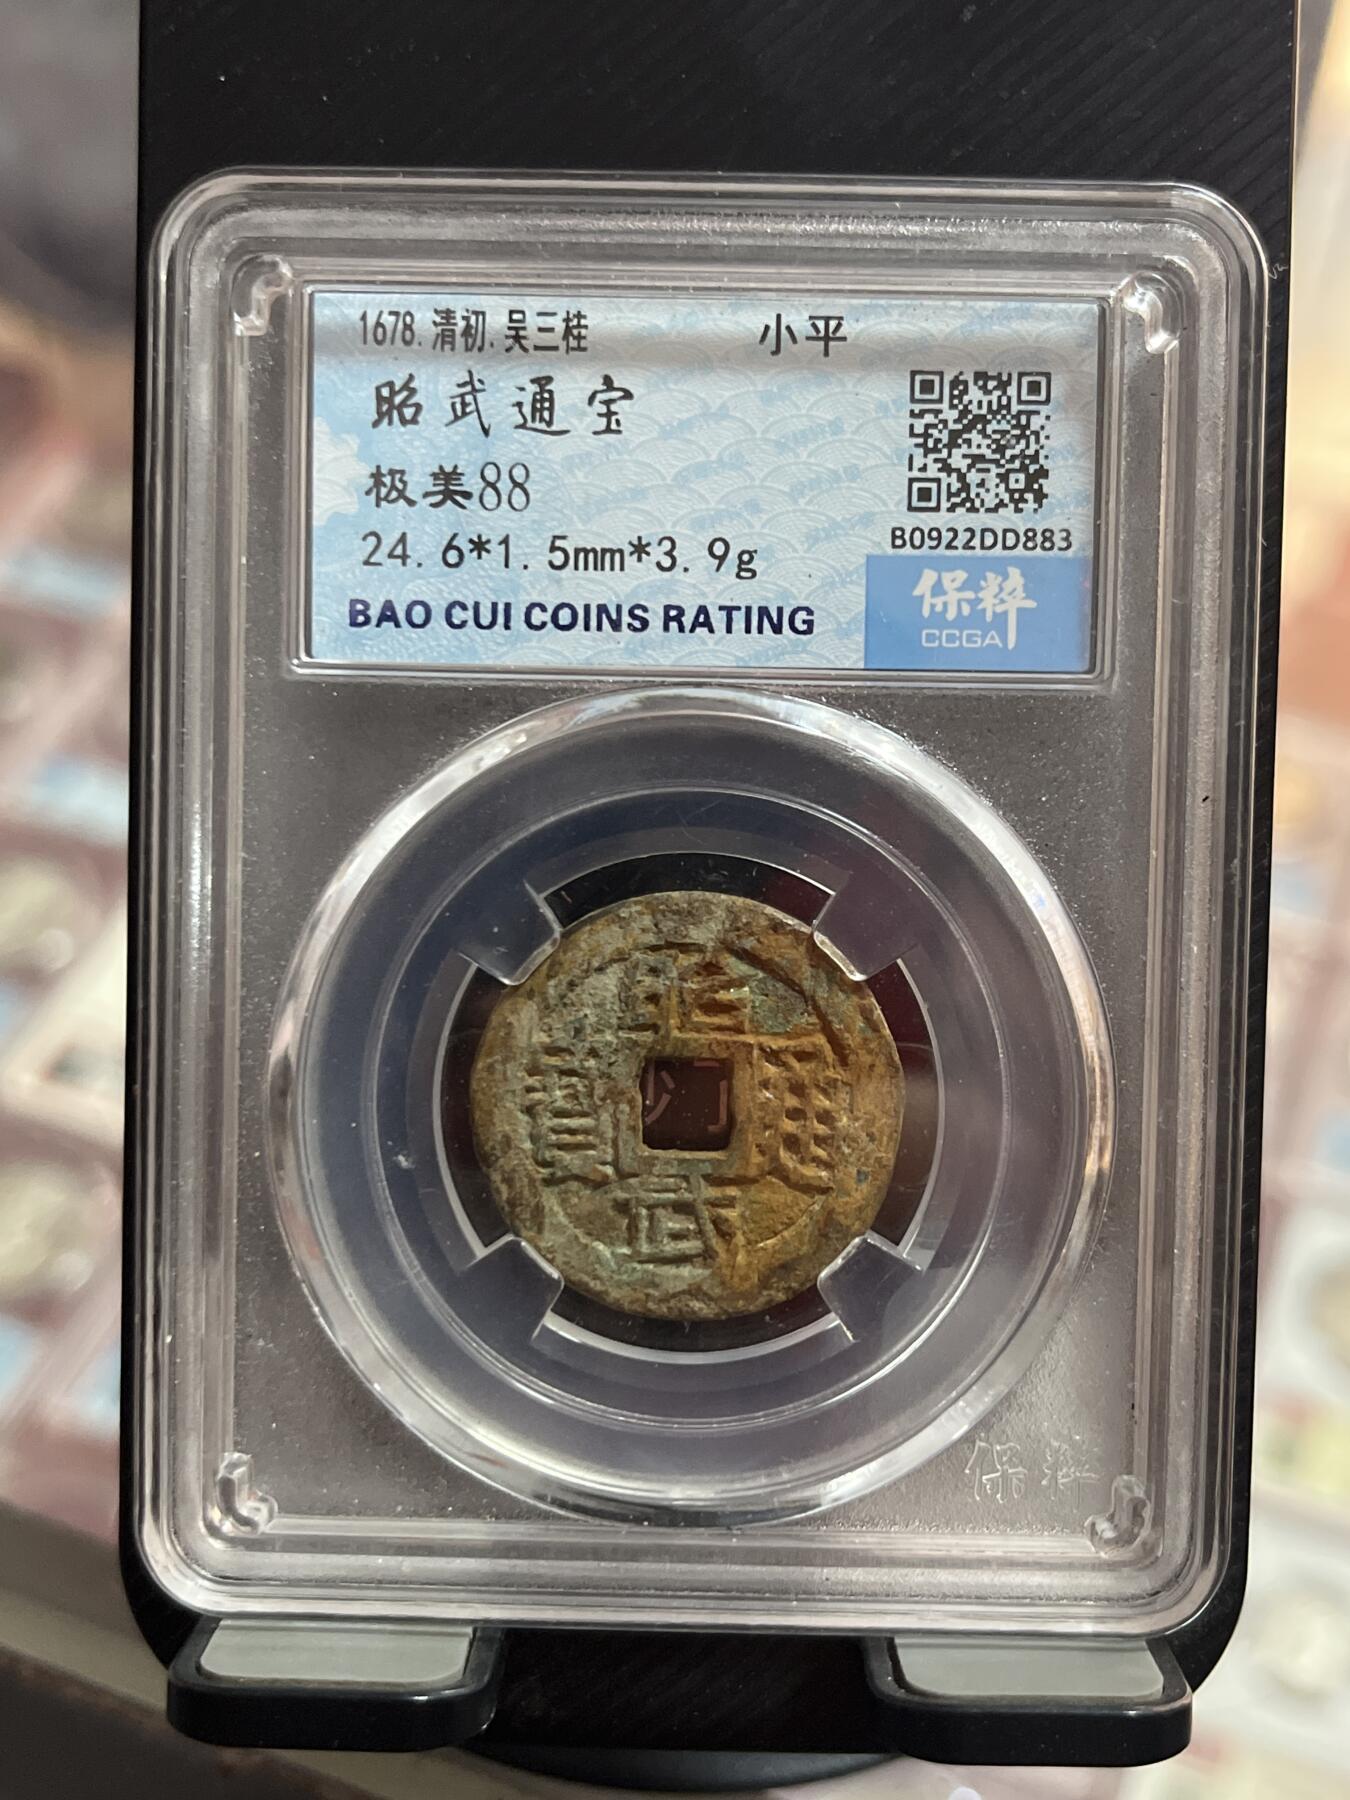 1678.清初.吴三桂 小平
昭武通宝
极美88
24.6*1.5mm*3.9g
BAO CUI COINS RATING
B0922DD883
保粹
CCGA
昭武通寶
保粹